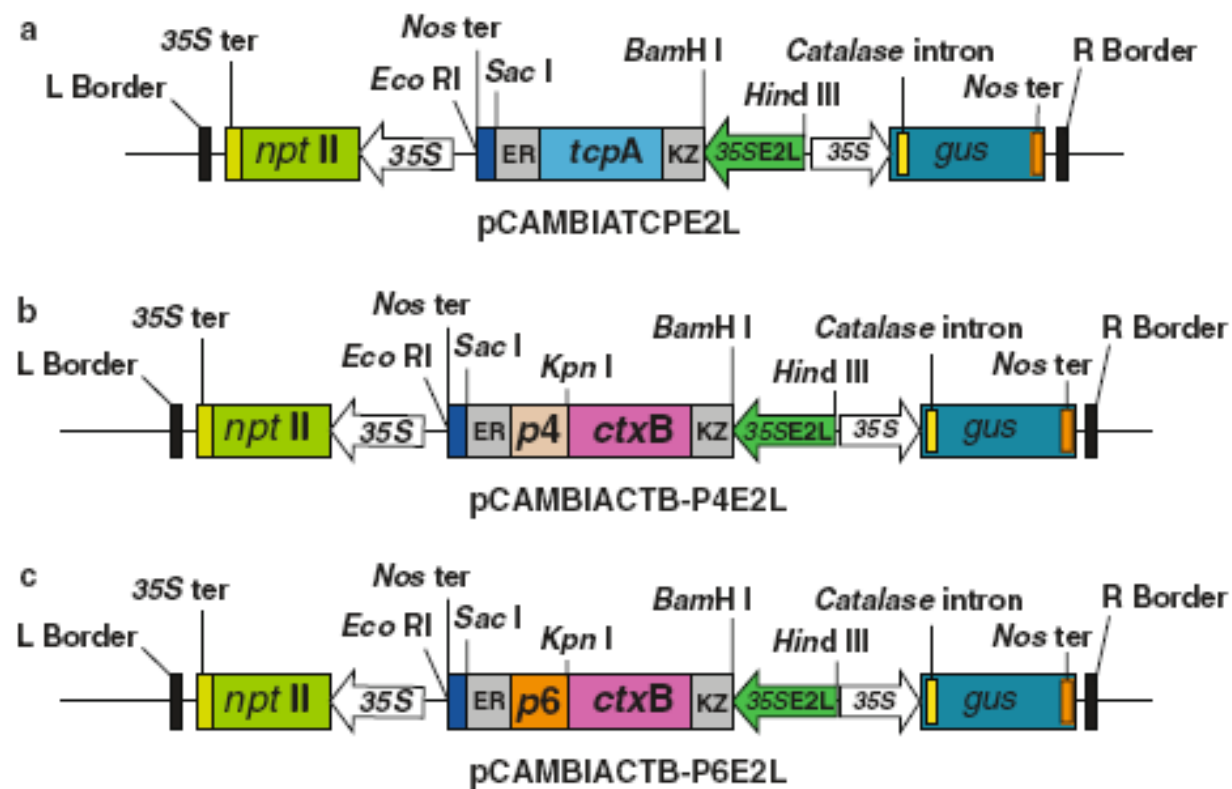 a
35S ter
Nos ter
BamH I
Catalase intron
R Border
L Border
Eco RI
Sac I
Hind III
Nos ter
npt II
35S
ER
tcpA
KZ
35SE2L
35S
gus
pCAMBIATCPE2L
b
35S ter
Nos ter
BamH I
Catalase intron
R Border
L Border
Eco RI
Sac I
Kpn I
Hind III
Nos ter
npt II
35S
ER
p4
ctxB
KZ
35SE2L
35S
gus
pCAMBIACTB-P4E2L
c
35S ter
Nos ter
BamH I
Catalase intron
R Border
L Border
Eco RI
Sac I
Kpn I
Hind III
Nos ter
npt II
35S
ER
p6
ctxB
KZ
35SE2L
35S
gus
pCAMBIACTB-P6E2L